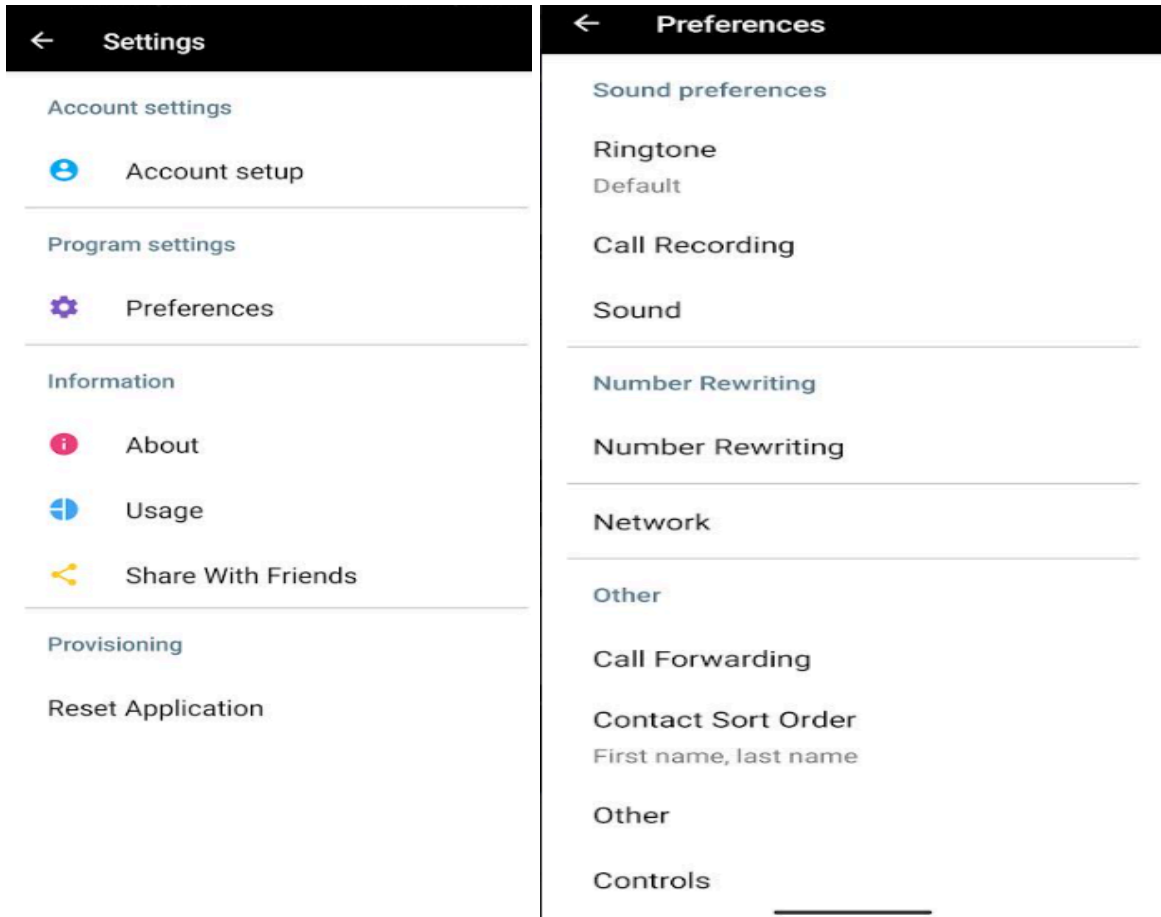 Settings
Account settings
Account setup
Program settings
Preferences
Information
About
Usage
Share With Friends
Provisioning
Reset Application
Preferences
Sound preferences
Ringtone
Default
Call Recording
Sound
Number Rewriting
Number Rewriting
Network
Other
Call Forwarding
Contact Sort Order
First name, last name
Other
Controls